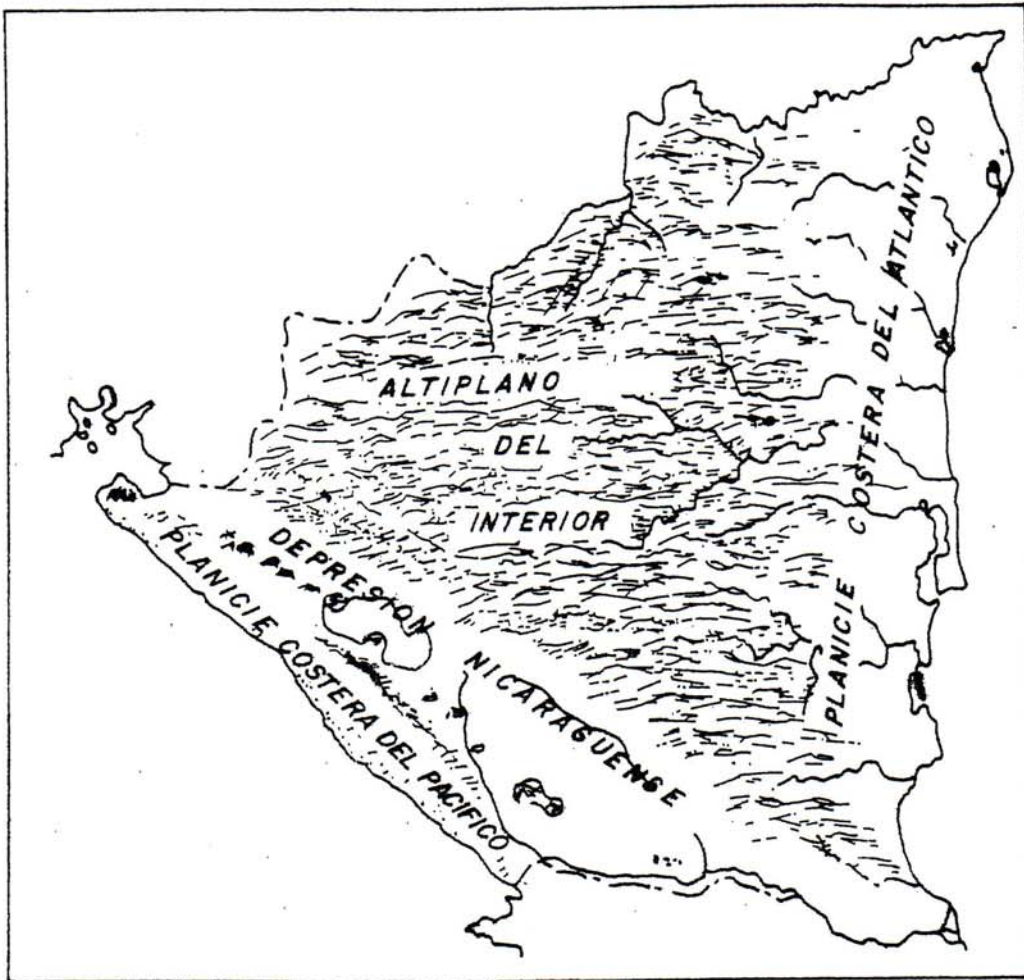 ALTIPLANO
DEL
INTERIOR
DEPRESION
NICARAGUENSE
PLANICIE COSTERA DEL PACIFICO
PLANICIE COSTERA DEL ATLANTICO